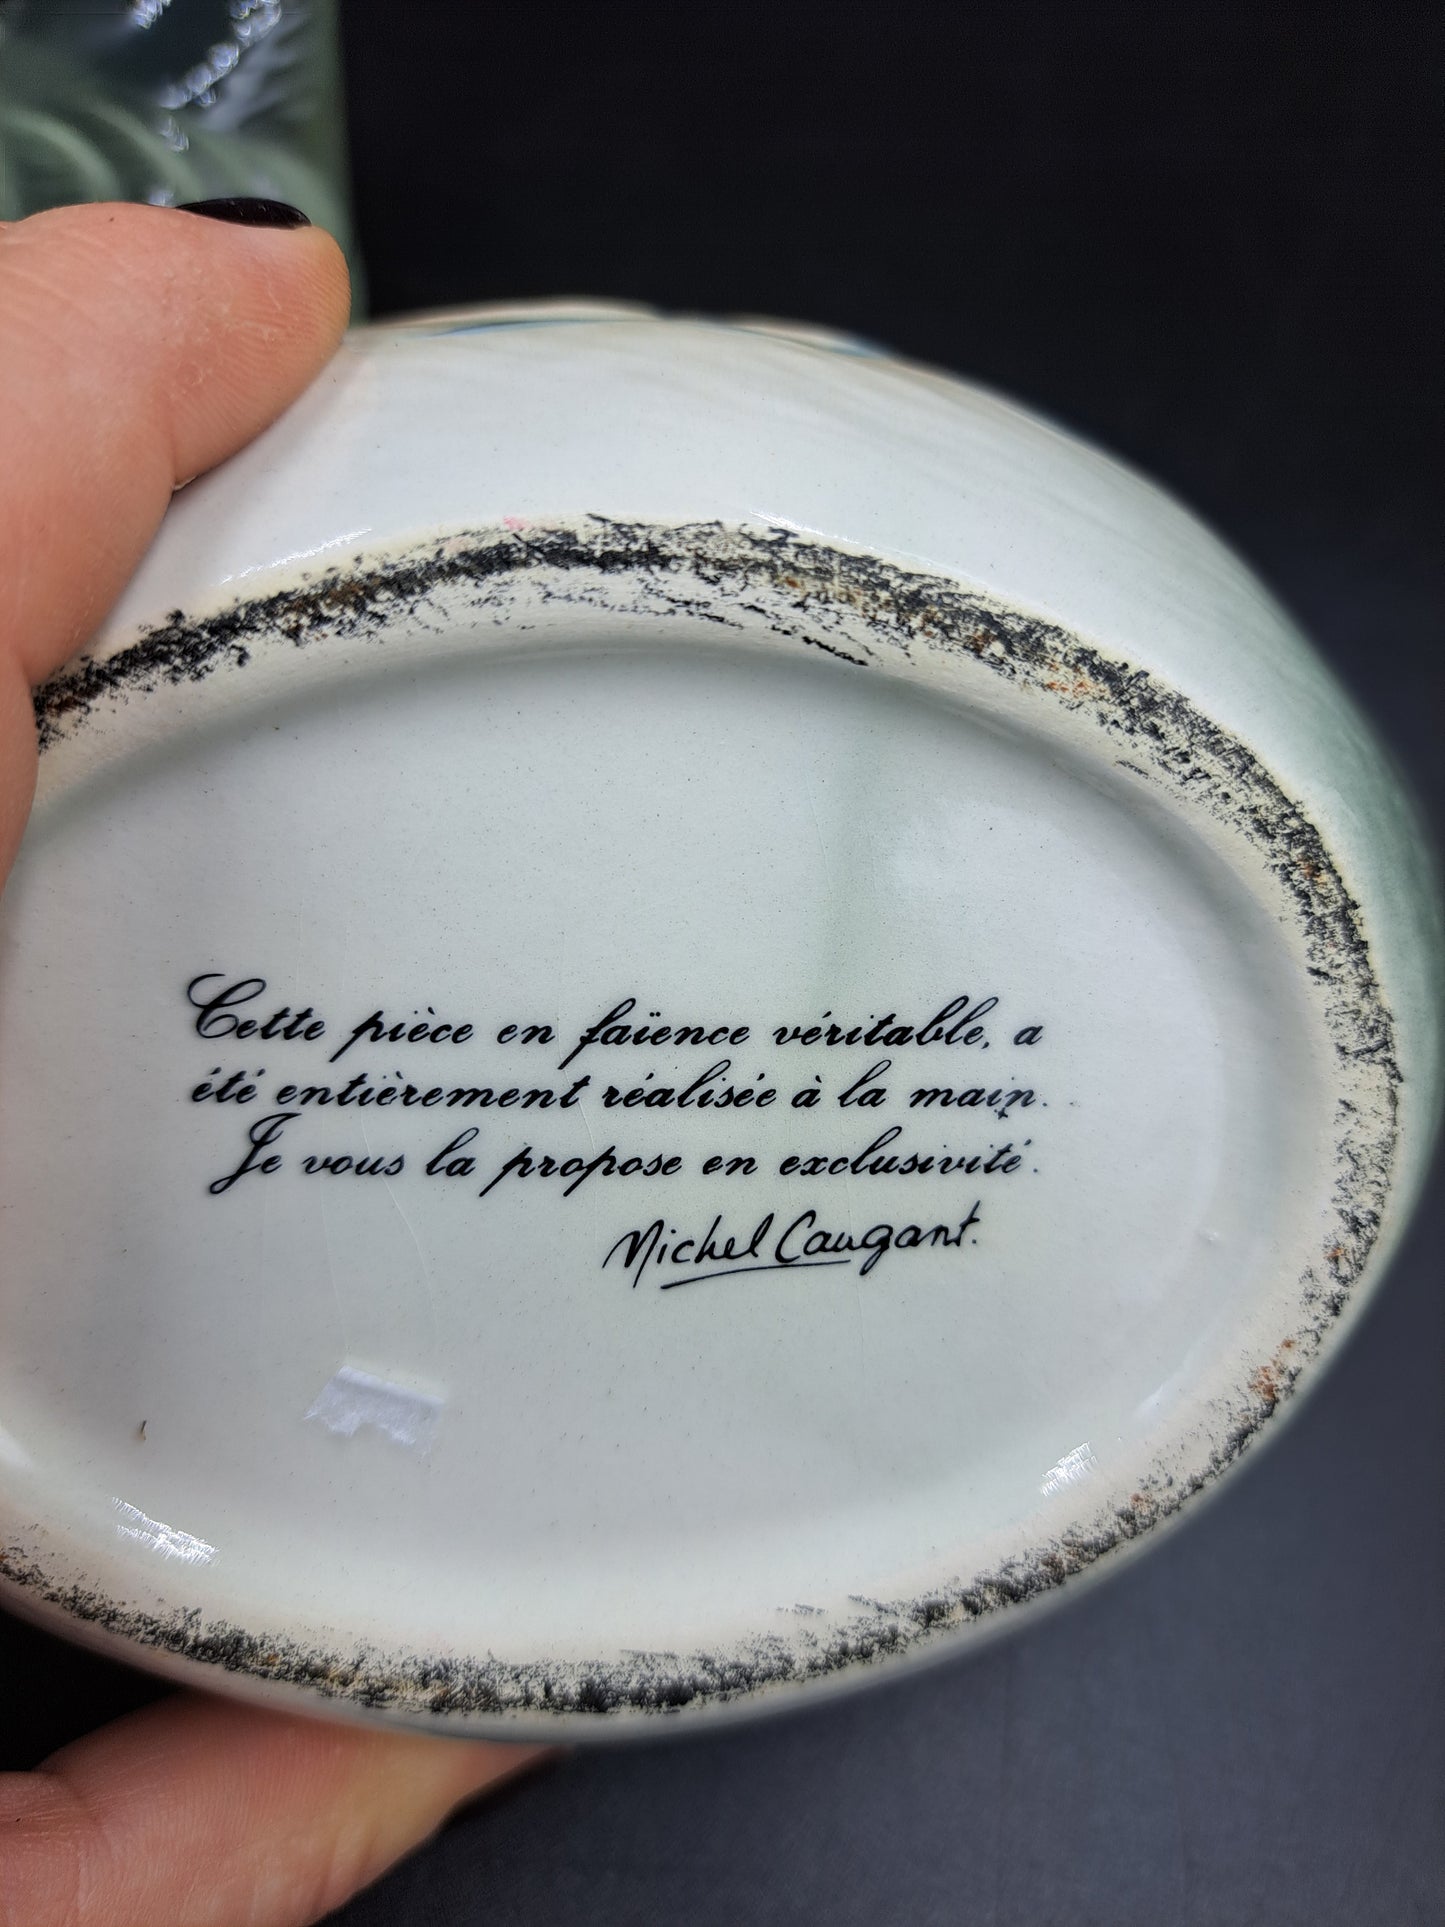 Cette pièce en faïence véritable, a
été entièrement réalisée à la main.
Je vous la propose en exclusivité.
Michel Caugant.